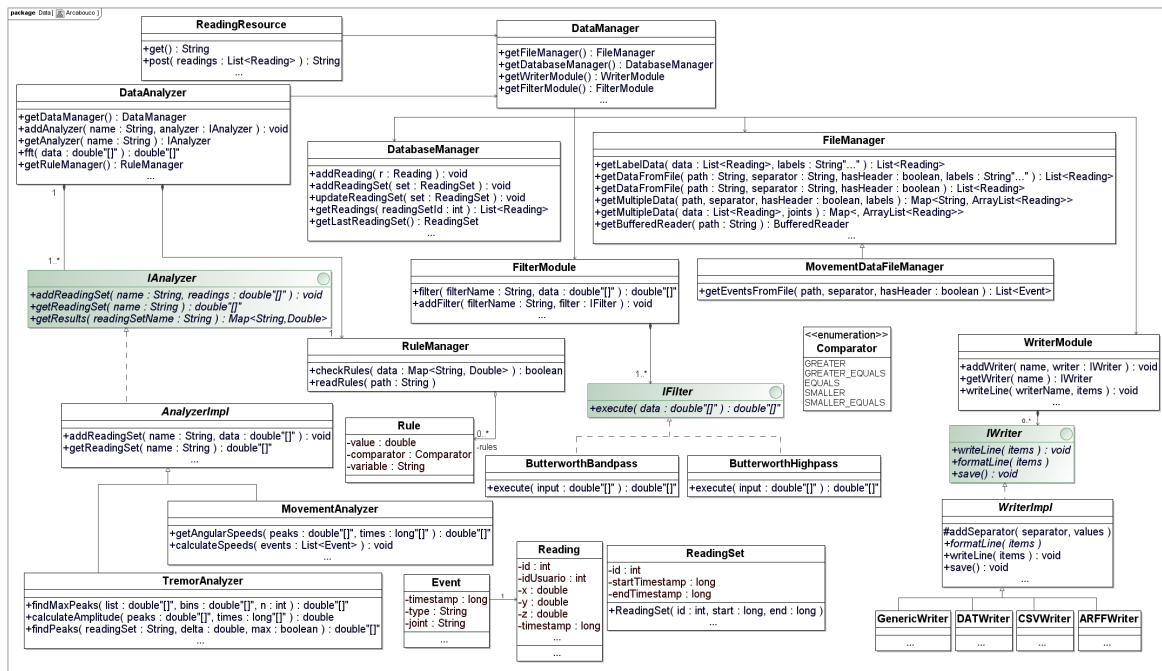 package Data [ Arcabouco ]
ReadingResource
+get() : String
+post( readings : List<Reading> ) : String
...
DataManager
+getFileManager() : FileManager
+getDatabaseManager() : DatabaseManager
+getWriterModule() : WriterModule
+getFilterModule() : FilterModule
...
DataAnalyzer
+getDataManager() : DataManager
+addAnalyzer( name : String, analyzer : IAnalyzer ) : void
+getAnalyzer( name : String ) : IAnalyzer
+fft( data : double"[]" ) : double"[]"
+getRuleManager() : RuleManager
...
1
1..*
DatabaseManager
+addReading( r : Reading ) : void
+addReadingSet( set : ReadingSet ) : void
+updateReadingSet( set : ReadingSet ) : void
+getReadings( readingSetId : int ) : List<Reading>
+getLastReadingSet() : ReadingSet
...
FileManager
+getLabelData( data : List<Reading>, labels : String"..." ) : List<Reading>
+getDataFromFile( path : String, separator : String, hasHeader : boolean, labels : String"..." ) : List<Reading>
+getDataFromFile( path : String, separator : String, hasHeader : boolean ) : List<Reading>
+getMultipleData( path, separator, hasHeader : boolean, labels ) : Map<String, ArrayList<Reading>>
+getMultipleData( data : List<Reading>, joints ) : Map<, ArrayList<Reading>>
+getBufferedReader( path : String ) : BufferedReader
...
IAnalyzer
+addReadingSet( name : String, readings : double"[]" ) : void
+getReadingSet( name : String ) : double"[]"
+getResults( readingSetName : String ) : Map<String,Double>
1
FilterModule
+filter( filterName : String, data : double"[]" ) : double"[]"
+addFilter( filterName : String, filter : IFilter ) : void
...
1..*
MovementDataFileManager
+getEventsFromFile( path, separator, hasHeader : boolean ) : List<Event>
RuleManager
+checkRules( data : Map<String, Double> ) : boolean
+readRules( path : String )
0..*
-rules
<<enumeration>>
Comparator
GREATER
GREATER_EQUALS
EQUALS
SMALLER
SMALLER_EQUALS
WriterModule
+addWriter( name, writer : IWriter ) : void
+getWriter( name ) : IWriter
+writeLine( writerName, items ) : void
...
0..*
IFilter
+execute( data : double"[]" ) : double"[]"
AnalyzerImpl
+addReadingSet( name : String, data : double"[]" ) : void
+getReadingSet( name : String ) : double"[]"
...
Rule
-value : double
-comparator : Comparator
-variable : String
ButterworthBandpass
+execute( input : double"[]" ) : double"[]"
ButterworthHighpass
+execute( input : double"[]" ) : double"[]"
IWriter
+writeLine( items ) : void
+formatLine( items )
+save() : void
MovementAnalyzer
+getAngularSpeeds( peaks : double"[]", times : long"[]" ) : double"[]"
+calculateSpeeds( events : List<Event> ) : void
...
WriterImpl
#addSeparator( separator, values )
+formatLine( items )
+writeLine( items ) : void
+save() : void
...
TremorAnalyzer
+findMaxPeaks( list : double"[]", bins : double"[]", n : int ) : double"[]"
+calculateAmplitude( peaks : double"[]", times : long"[]" ) : double
+findPeaks( readingSet : String, delta : double, max : boolean ) : double"[]"
...
Event
-timestamp : long
-type : String
-joint : String
...
1
Reading
-id : int
-idUsuario : int
-x : double
-y : double
-z : double
-timestamp : long
...
...
ReadingSet
-id : int
-startTimestamp : long
-endTimestamp : long
+ReadingSet( id : int, start : long, end : long )
...
GenericWriter
...
DATWriter
...
CSVWriter
...
ARFFWriter
...